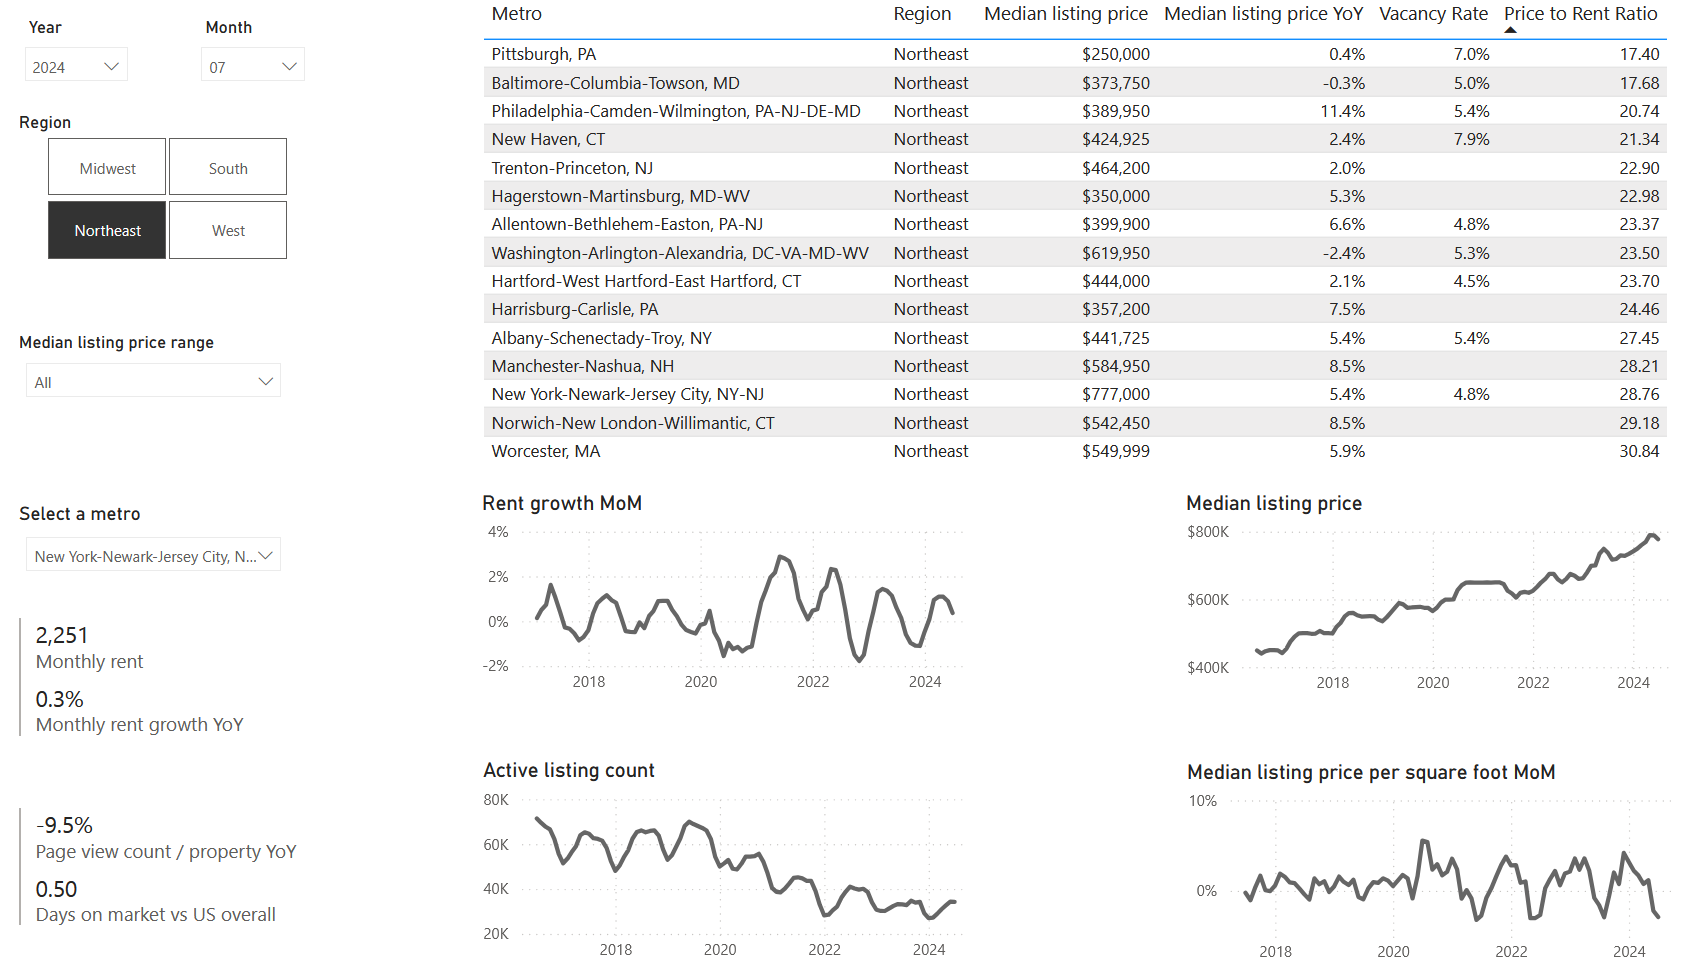 Year Month
2024 07
Region
Midwest South
Northeast West
Median listing price range
All
Select a metro
New York-Newark-Jersey City, N...
2,251
Monthly rent
0.3%
Monthly rent growth YoY
-9.5%
Page view count / property YoY
0.50
Days on market vs US overall
Metro Region Median listing price Median listing price YoY Vacancy Rate Price to Rent Ratio
Pittsburgh, PA Northeast $250,000 0.4% 7.0% 17.40
Baltimore-Columbia-Towson, MD Northeast $373,750 -0.3% 5.0% 17.68
Philadelphia-Camden-Wilmington, PA-NJ-DE-MD Northeast $389,950 11.4% 5.4% 20.74
New Haven, CT Northeast $424,925 2.4% 7.9% 21.34
Trenton-Princeton, NJ Northeast $464,200 2.0% 22.90
Hagerstown-Martinsburg, MD-WV Northeast $350,000 5.3% 22.98
Allentown-Bethlehem-Easton, PA-NJ Northeast $399,900 6.6% 4.8% 23.37
Washington-Arlington-Alexandria, DC-VA-MD-WV Northeast $619,950 -2.4% 5.3% 23.50
Hartford-West Hartford-East Hartford, CT Northeast $444,000 2.1% 4.5% 23.70
Harrisburg-Carlisle, PA Northeast $357,200 7.5% 24.46
Albany-Schenectady-Troy, NY Northeast $441,725 5.4% 5.4% 27.45
Manchester-Nashua, NH Northeast $584,950 8.5% 28.21
New York-Newark-Jersey City, NY-NJ Northeast $777,000 5.4% 4.8% 28.76
Norwich-New London-Willimantic, CT Northeast $542,450 8.5% 29.18
Worcester, MA Northeast $549,999 5.9% 30.84
Rent growth MoM
4%
2%
0%
-2%
2018 2020 2022 2024
Median listing price
$800K
$600K
$400K
2018 2020 2022 2024
Active listing count
80K
60K
40K
20K
2018 2020 2022 2024
Median listing price per square foot MoM
10%
0%
2018 2020 2022 2024